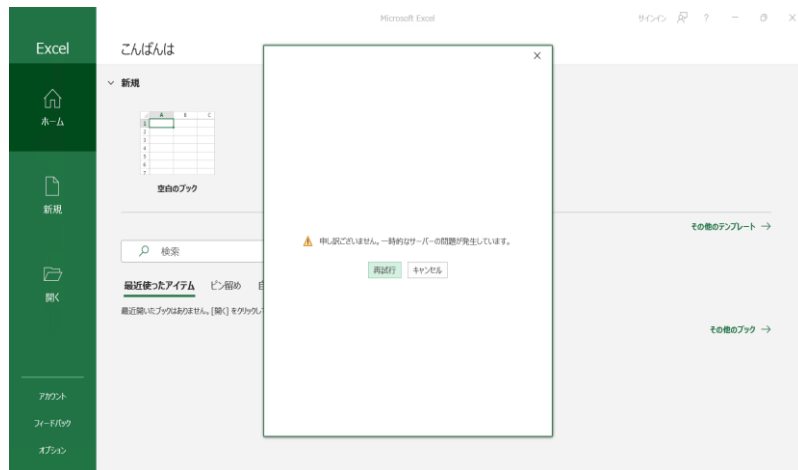 Microsoft Excel
サインイン
?
Excel
こんばんは
ホーム
新規
A B C
1
2
3
4
5
6
7
空白のブック
新規
その他のテンプレート →
検索
最近使ったアイテム ピン留め
最近開いたブックはありません。[開く] をクリックして
申し訳ございません。一時的なサーバーの問題が発生しています。
再試行
キャンセル
開く
その他のブック →
アカウント
フィードバック
オプション